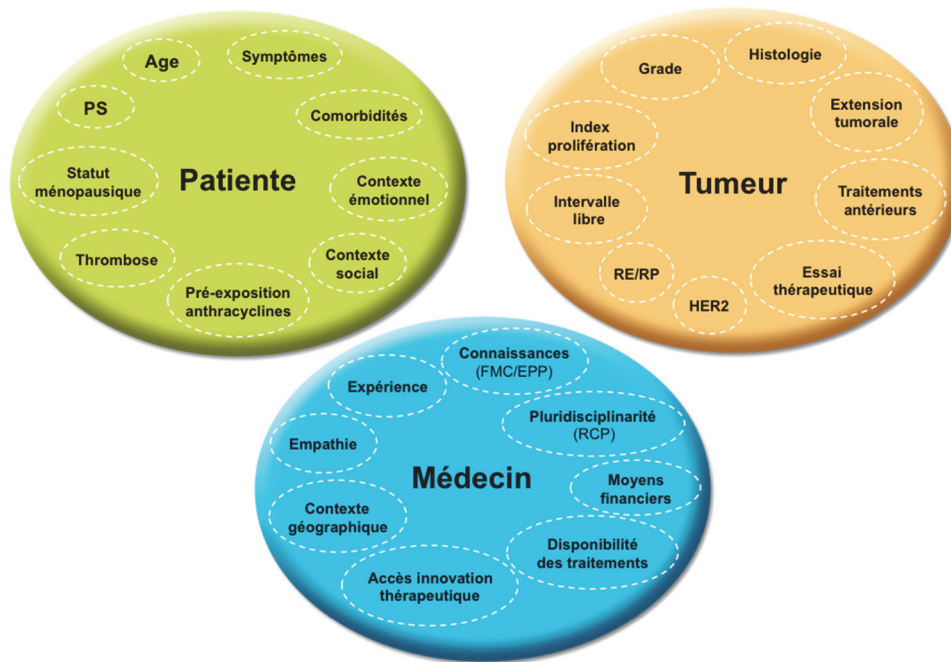 Age
Symptômes
PS
Comorbidités
Statut
ménopausique
Patiente
Contexte
émotionnel
Thrombose
Contexte
social
Pré-exposition
anthracyclines
Grade
Histologie
Index
prolifération
Extension
tumorale
Tumeur
Intervalle
libre
Traitements
antérieurs
RE/RP
Essai
thérapeutique
HER2
Connaissances
(FMC/EPP)
Expérience
Pluridisciplinarité
(RCP)
Empathie
Médecin
Moyens
financiers
Contexte
géographique
Disponibilité
des traitements
Accès innovation
thérapeutique